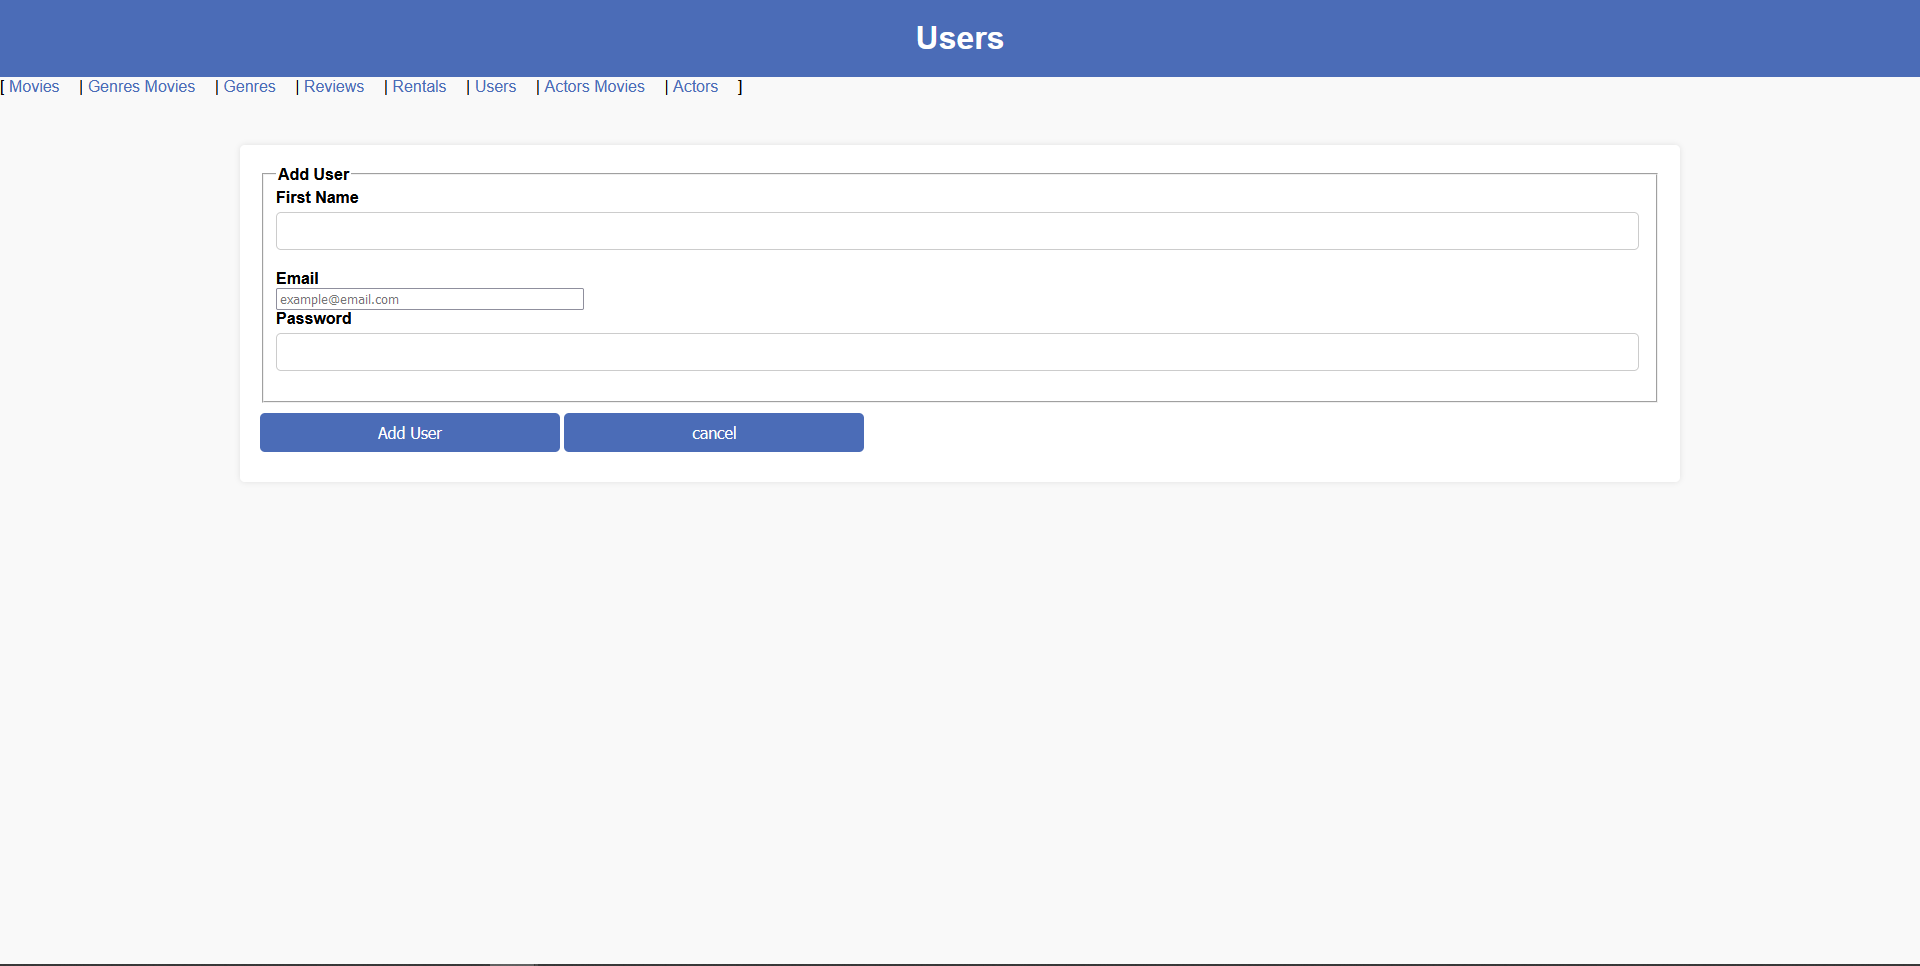 Users
[ Movies | Genres Movies | Genres | Reviews | Rentals | Users | Actors Movies | Actors ]
Add User
First Name
Email
example@email.com
Password
Add User cancel